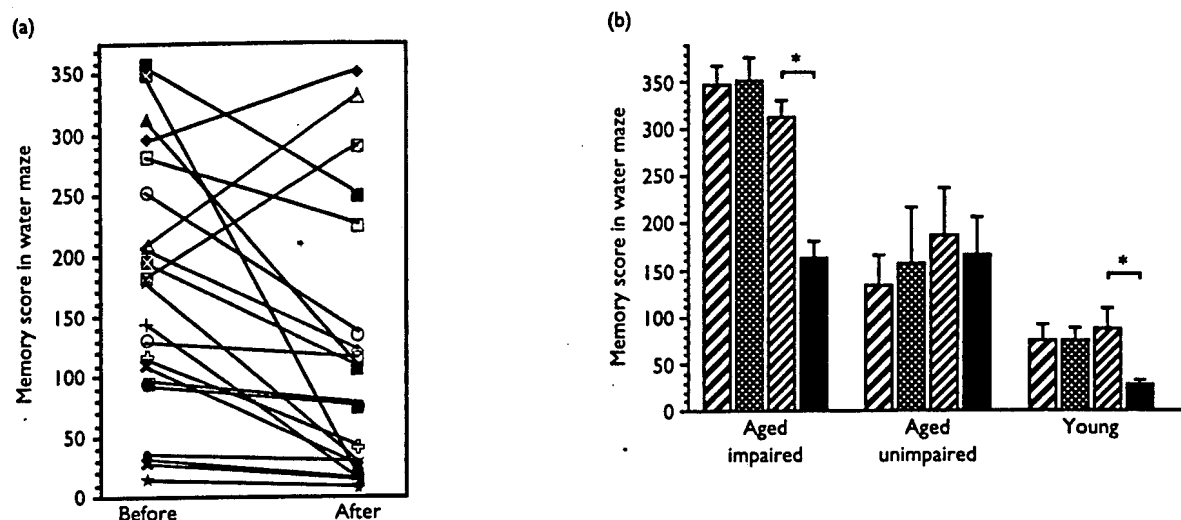 (a)
Memory score in water maze
350
300
250
200
150
100
50
0
Before
After
(b)
Memory score in water maze
350
300
250
200
150
100
50
0
*
*
Aged
impaired
Aged
unimpaired
Young